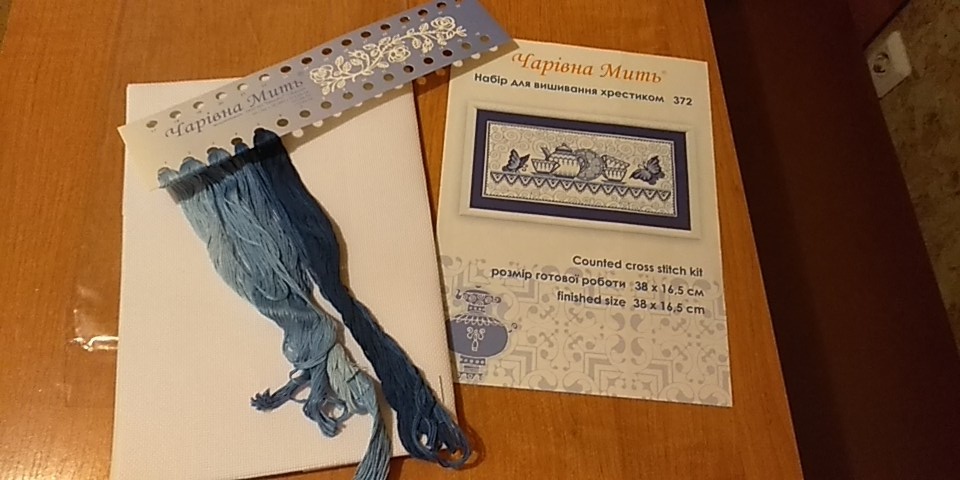 Чарівна Мить
Чарівна Мить®
Набір для вишивання хрестиком 372
Counted cross stitch kit
розмір готової роботи 38 x 16,5 см
finished size 38 x 16,5 cm